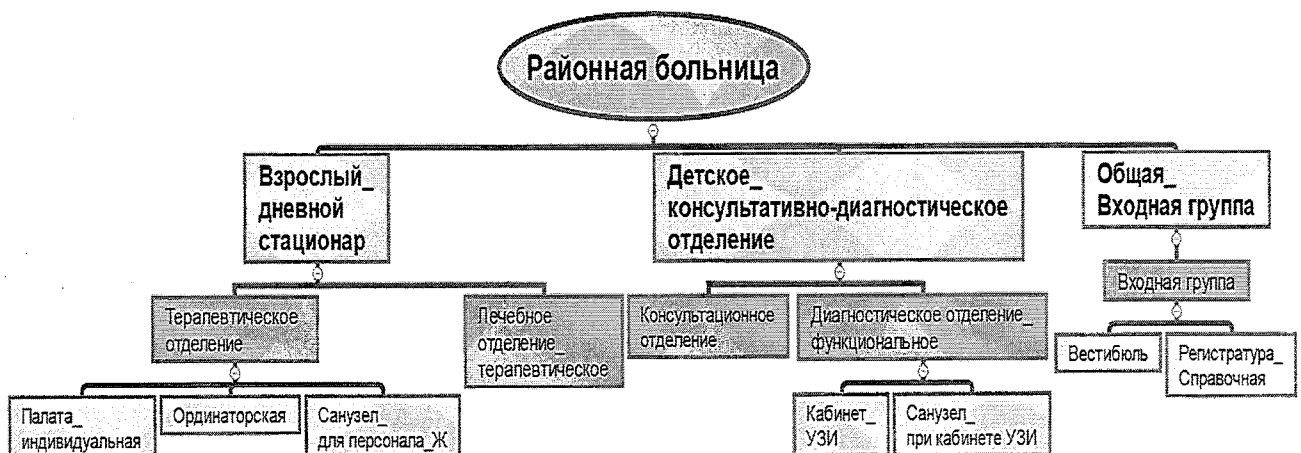 Районная больница
Взрослый_
дневной
стационар
Детское_
консультативно-диагностическое
отделение
Общая_
Входная группа
Терапевтическое
отделение
Лечебное
отделение_
терапевтическое
Консультационное
отделение
Диагностическое отделение_
функциональное
Входная группа
Палата_
индивидуальная
Ординаторская
Санузел_
для персонала_Ж
Кабинет_
УЗИ
Санузел_
при кабинете УЗИ
Вестибюль
Регистратура_
Справочная